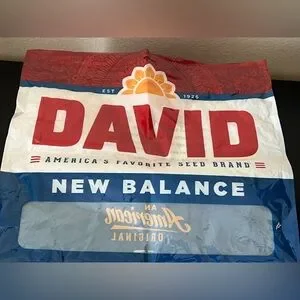 EST 1926
DAVID
AMERICA'S FAVORITE SEED BRAND
NEW BALANCE
AN
American
ORIGINAL